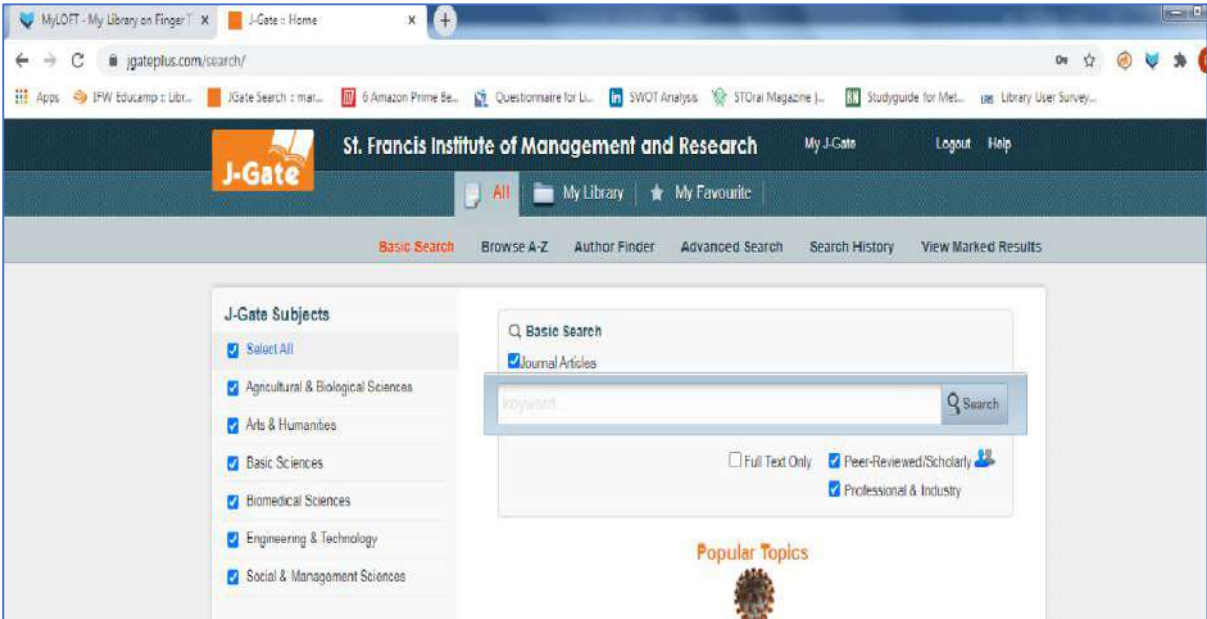 MyLOFT - My Library on Finger T
J-Gate :: Home
jgateplus.com/search/
Apps
IFW Educamp :: Libr...
JGate Search :: mar...
6 Amazon Prime Be...
Questionnaire for Li...
SWOT Analysis
STOral Magazine |...
Studyguide for Met...
Library User Survey...
J-Gate
St. Francis Institute of Management and Research
My J-Gate
Logout
Help
All
My Library
My Favourite
Basic Search
Browse A-Z
Author Finder
Advanced Search
Search History
View Marked Results
J-Gate Subjects
Select All
Agricultural & Biological Sciences
Arts & Humanities
Basic Sciences
Biomedical Sciences
Engineering & Technology
Social & Management Sciences
Basic Search
Journal Articles
keyword
Search
Full Text Only
Peer-Reviewed/Scholarly
Professional & Industry
Popular Topics